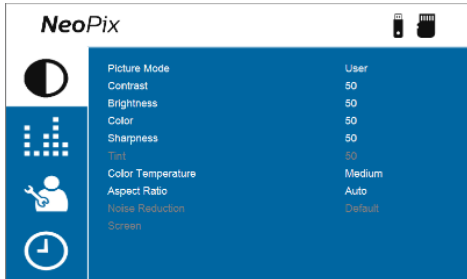 NeoPix
Picture Mode User
Contrast 50
Brightness 50
Color 50
Sharpness 50
Tint 50
Color Temperature Medium
Aspect Ratio Auto
Noise Reduction Default
Screen